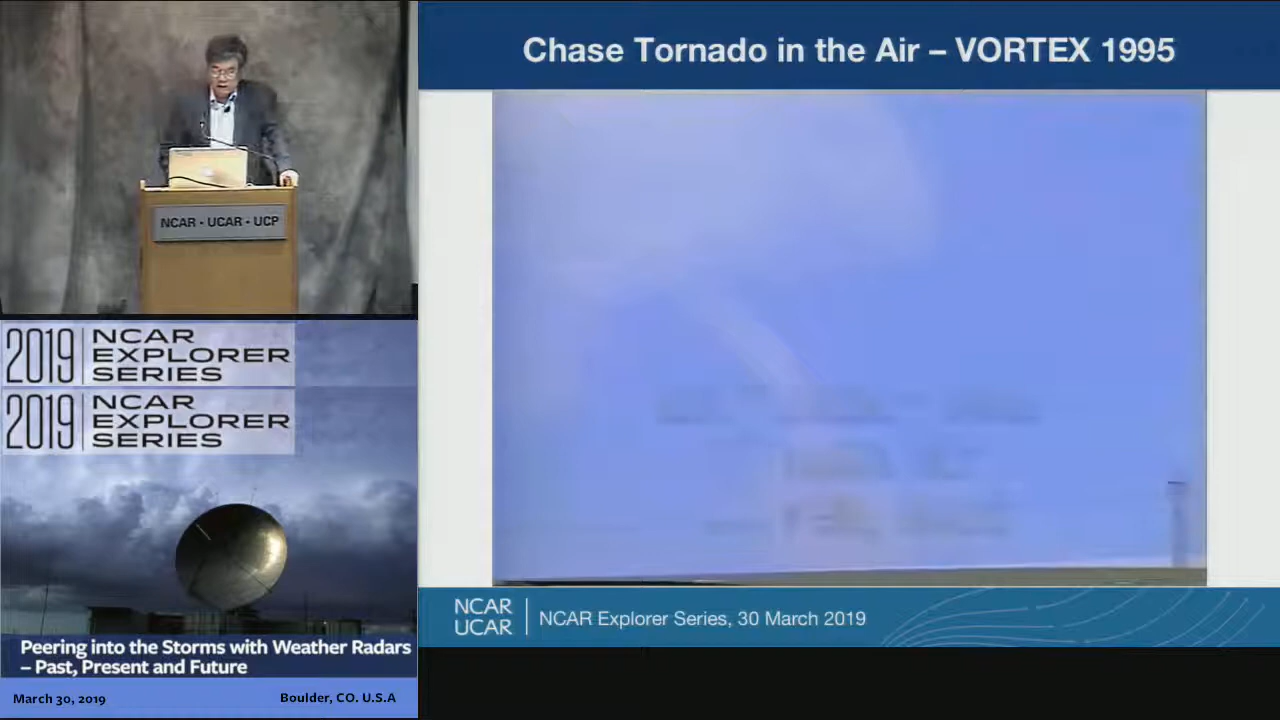 Chase Tornado in the Air – VORTEX 1995
NCAR • UCAR • UCP
2019 NCAR
EXPLORER
SERIES
2019 NCAR
EXPLORER
SERIES
Peering into the Storms with Weather Radars
– Past, Present and Future
March 30, 2019 Boulder, CO. U.S.A
NCAR
UCAR
NCAR Explorer Series, 30 March 2019